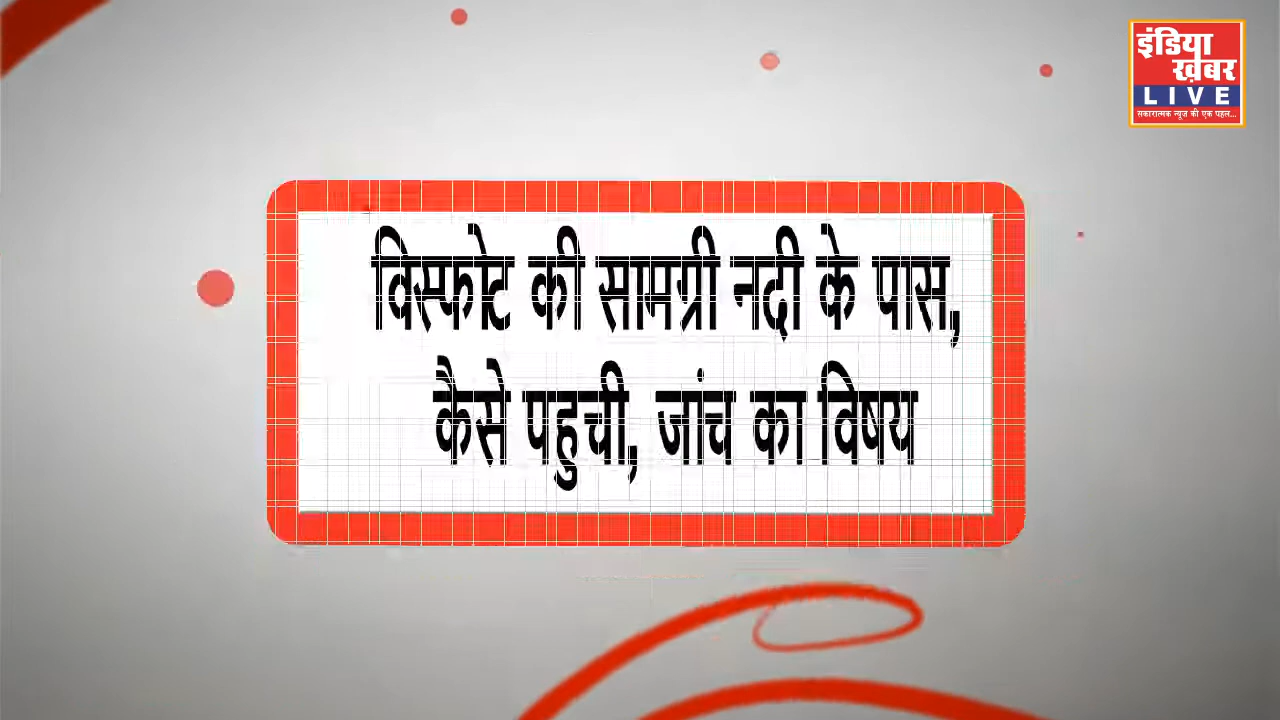 इंडिया
ख़बर
LIVE
सकारात्मक न्यूज़ की एक पहल...
विस्फोट की सामग्री नदी के पास,
कैसे पहुची, जांच का विषय